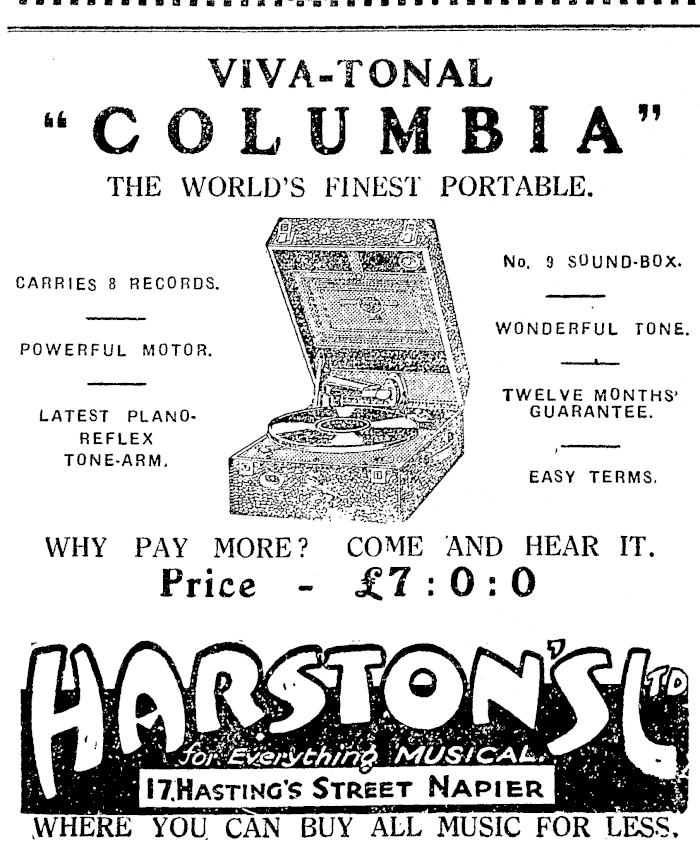 VIVA-TONAL
"COLUMBIA"
THE WORLD'S FINEST PORTABLE.
CARRIES 8 RECORDS.
POWERFUL MOTOR.
LATEST PLANO-
REFLEX
TONE-ARM.
No. 9 SOUND-BOX.
WONDERFUL TONE.
TWELVE MONTHS'
GUARANTEE.
EASY TERMS.
WHY PAY MORE? COME AND HEAR IT.
Price - £7:0:0
HARSTON'S LTD
for Everything MUSICAL.
17, HASTING'S STREET NAPIER
WHERE YOU CAN BUY ALL MUSIC FOR LESS.